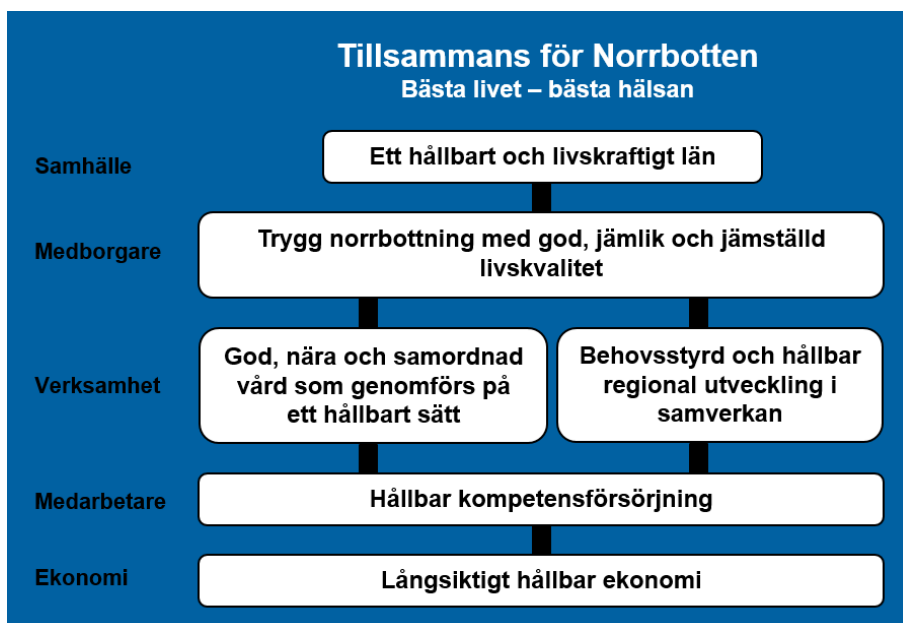 Tillsammans för Norrbotten
Bästa livet – bästa hälsan
Samhälle
Ett hållbart och livskraftigt län
Medborgare
Trygg norrbottning med god, jämlik och jämställd
livskvalitet
Verksamhet
God, nära och samordnad
vård som genomförs på
ett hållbart sätt
Behovsstyrd och hållbar
regional utveckling i
samverkan
Medarbetare
Hållbar kompetensförsörjning
Ekonomi
Långsiktigt hållbar ekonomi